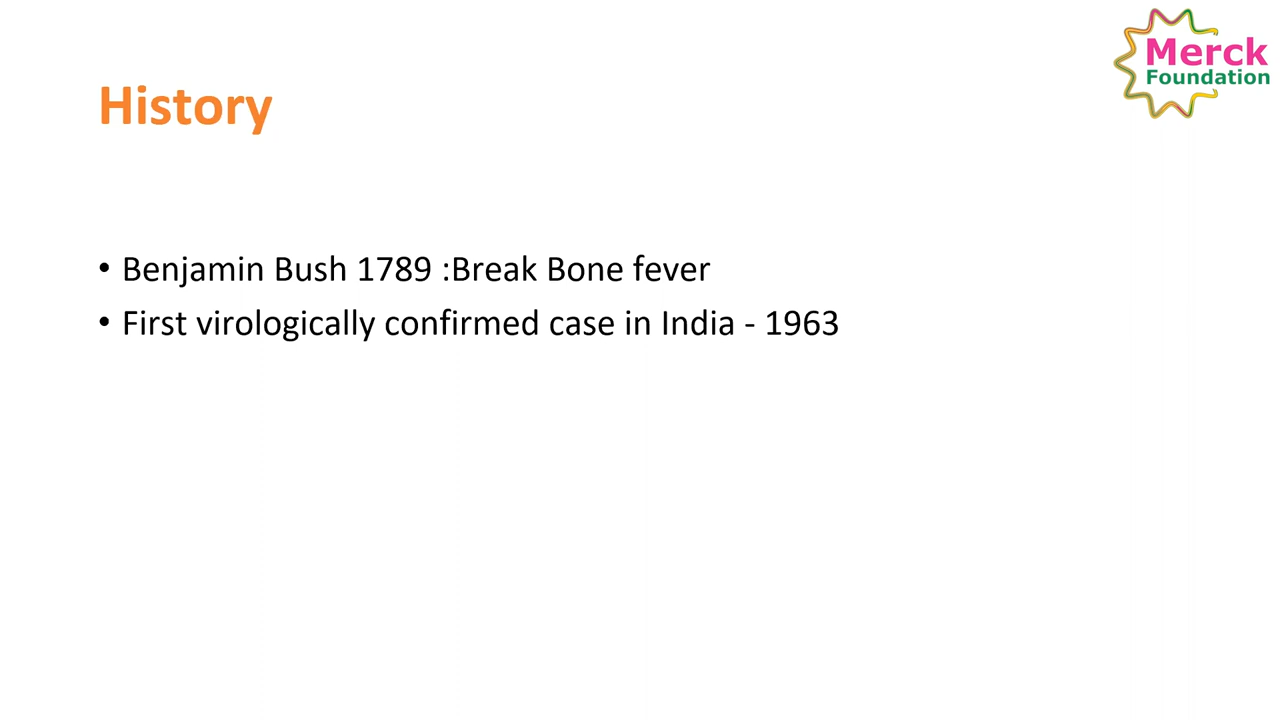 Merck
Foundation
History
• Benjamin Bush 1789 :Break Bone fever
• First virologically confirmed case in India - 1963